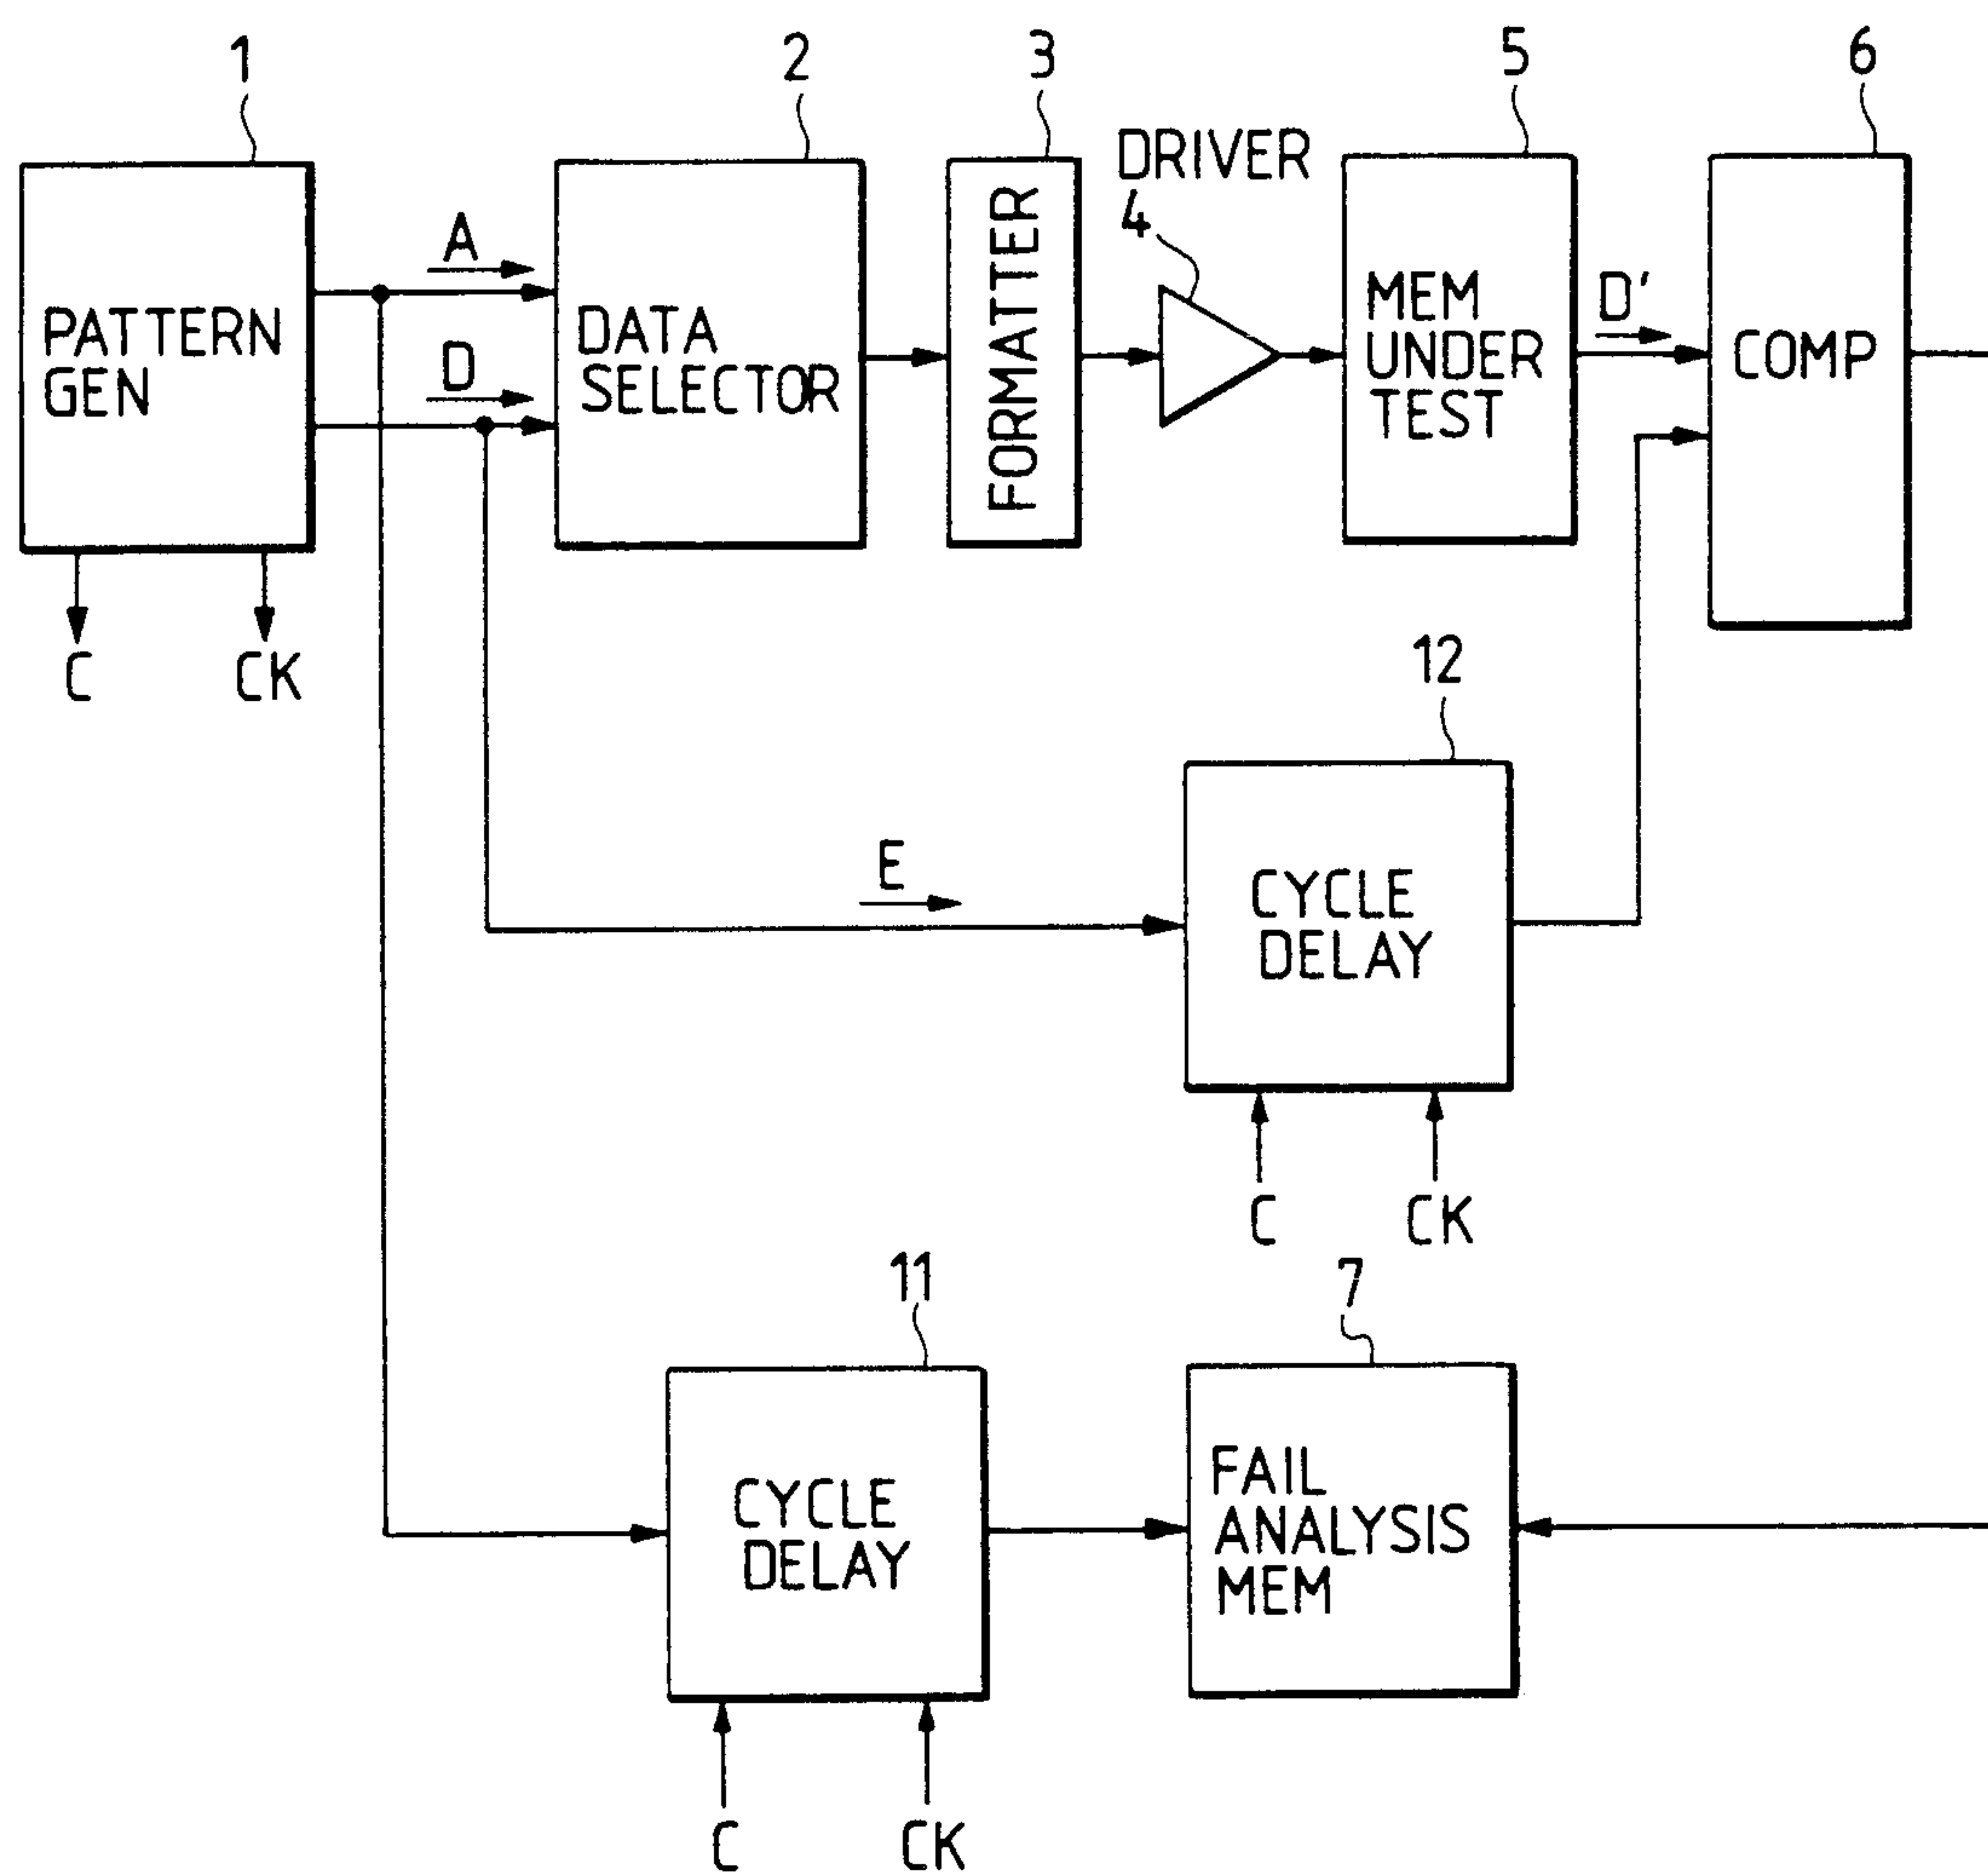 1
2
3
DRIVER
4
5
6
PATTERN
GEN
A
D
DATA
SELECTOR
FORMATTER
MEM
UNDER
TEST
D'
COMP
C
CK
12
E
CYCLE
DELAY
C
CK
11
7
CYCLE
DELAY
FAIL
ANALYSIS
MEM
C
CK